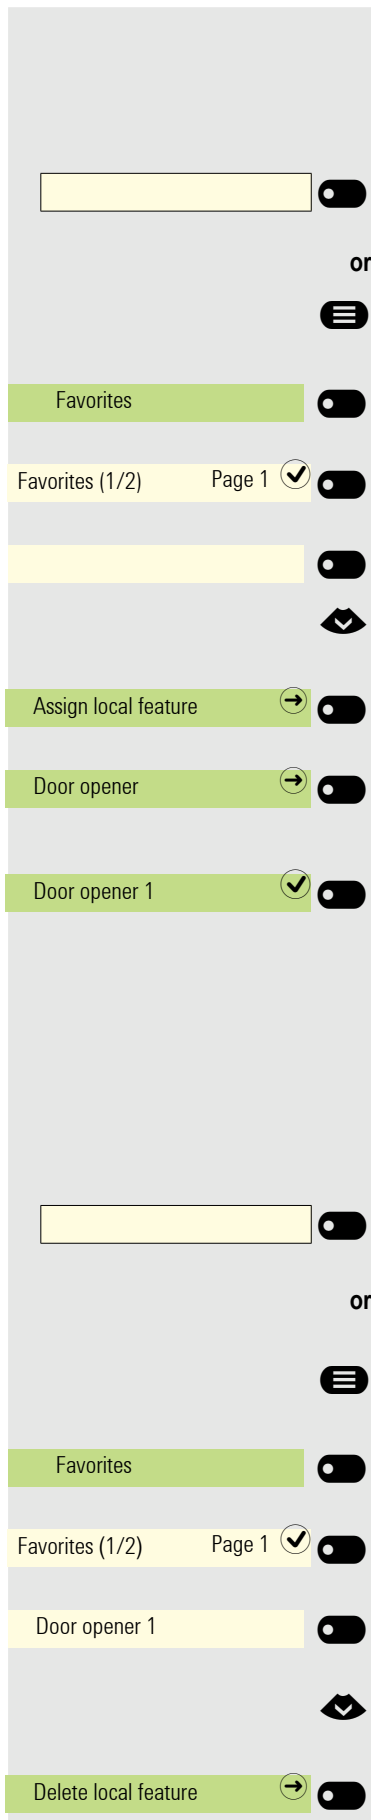 or
Favorites
Favorites (1/2) Page 1
Assign local feature
Door opener
Door opener 1
or
Favorites
Favorites (1/2) Page 1
Door opener 1
Delete local feature